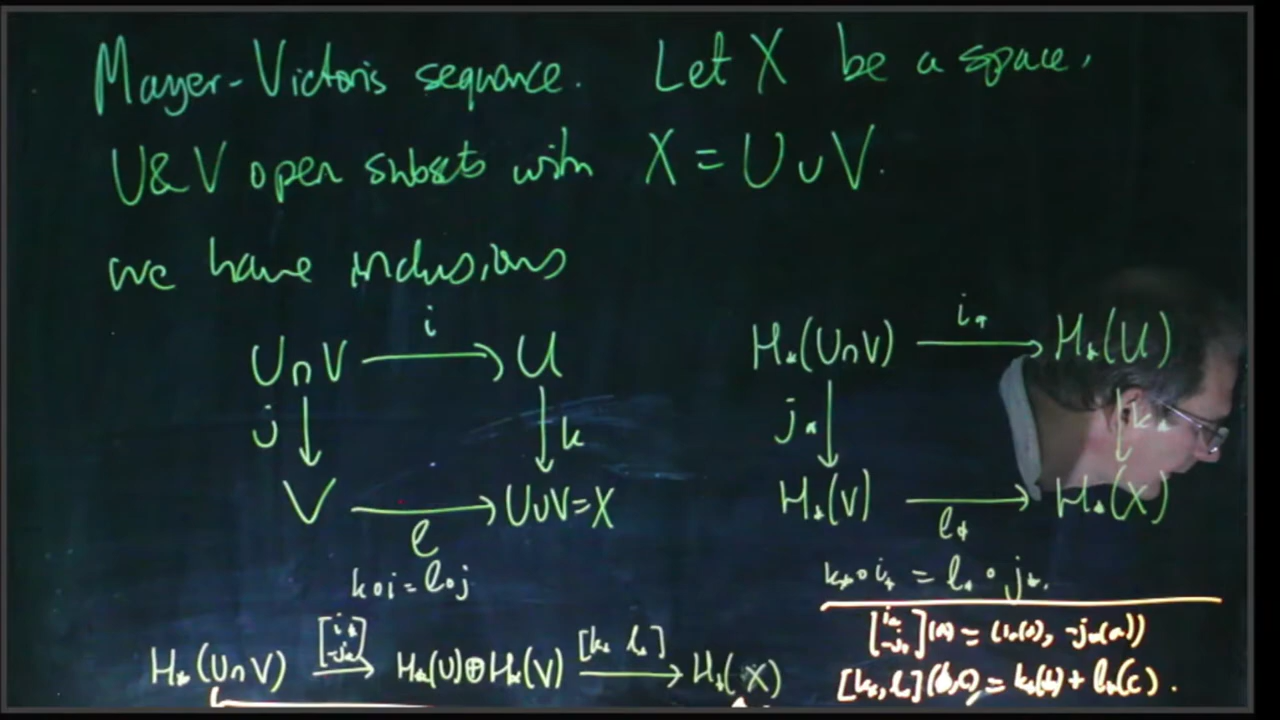 Mayer-Victoris sequence. Let X be a space,
U&V open subsets with X = U∪V.
we have inclusions
U∩V i U
j k
V l U∪V=X
k∘i = l∘j
H*(U∩V) i* H*(U)
j* k*
H*(V) l* H*(X)
k*∘i* = l*∘j*.
[i* -j*](a) = (i*(a), -j*(a))
[k*, l*](b,c) = k*(b) + l*(c).
H*(U∩V) [i* -j*] H*(U)⊕H*(V) [k* l*] H*(X)